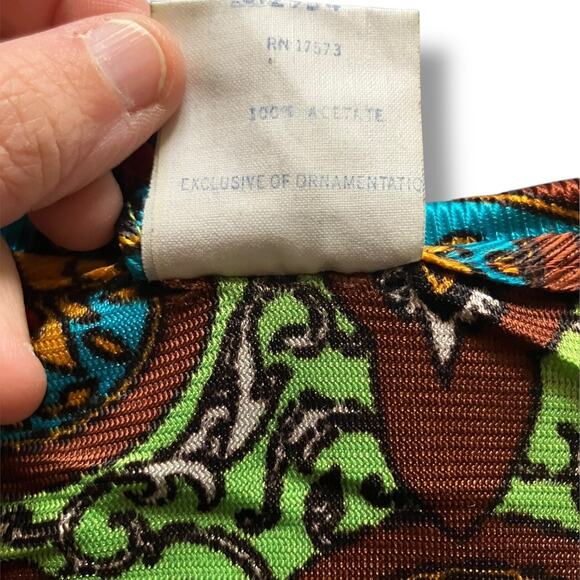 RN 17573
100% ACETATE
EXCLUSIVE OF ORNAMENTATIO